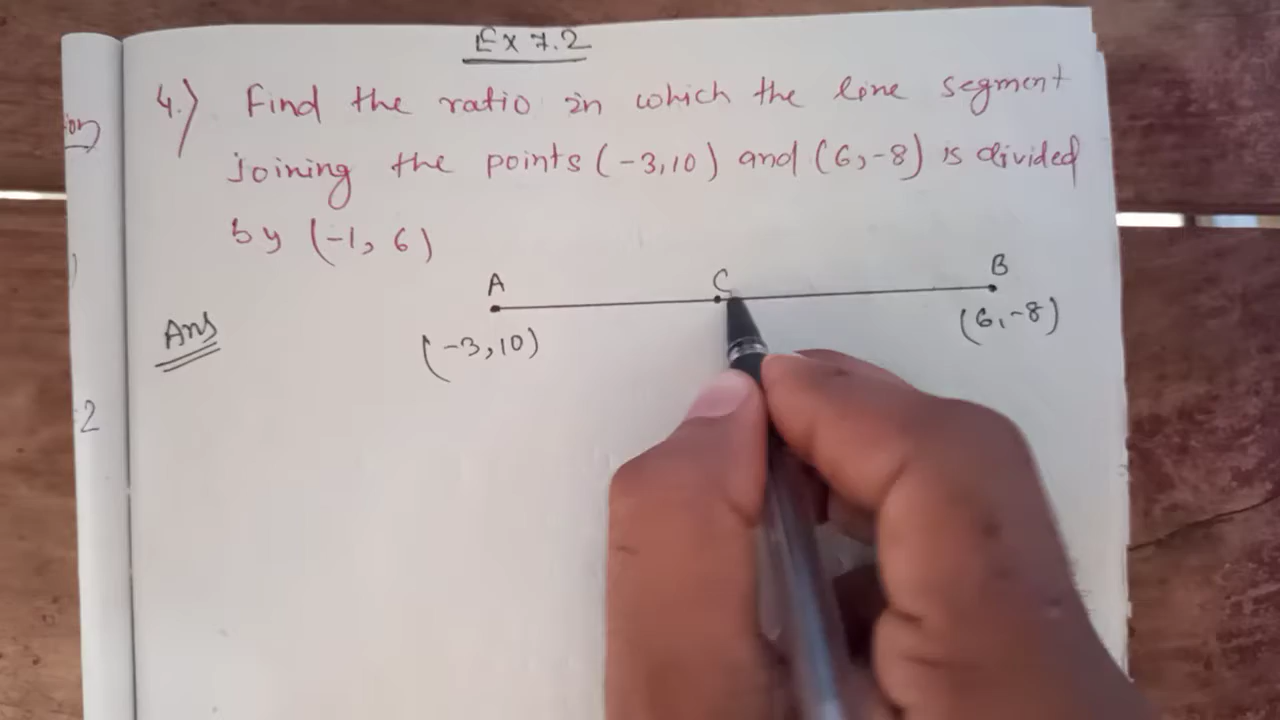 Ex 7.2
4.) Find the ratio in which the line segment
joining the points (-3,10) and (6,-8) is divided
by (-1, 6)
A C B
(-3,10) (6,-8)
Ans
2